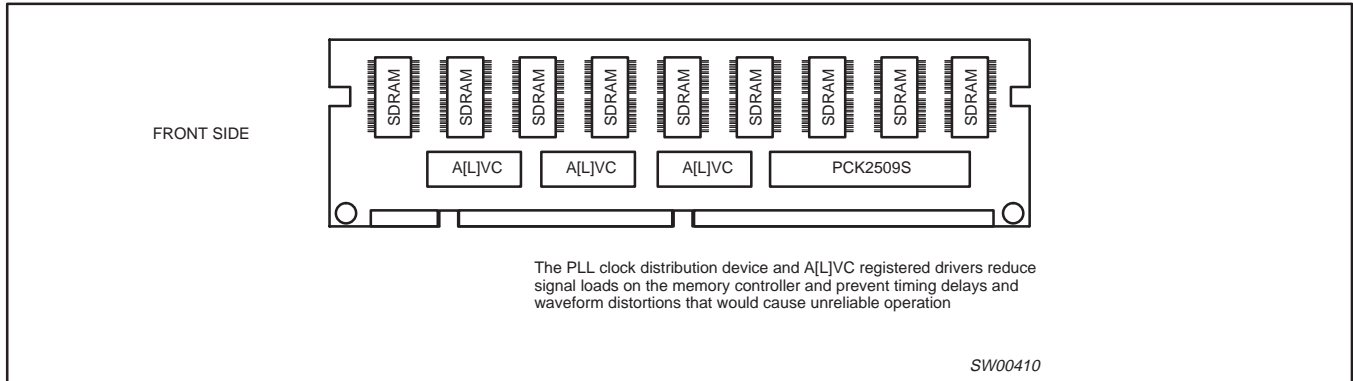 SDRAM SDRAM SDRAM SDRAM SDRAM SDRAM SDRAM SDRAM SDRAM
FRONT SIDE
A[L]VC A[L]VC A[L]VC PCK2509S
The PLL clock distribution device and A[L]VC registered drivers reduce
signal loads on the memory controller and prevent timing delays and
waveform distortions that would cause unreliable operation
SW00410